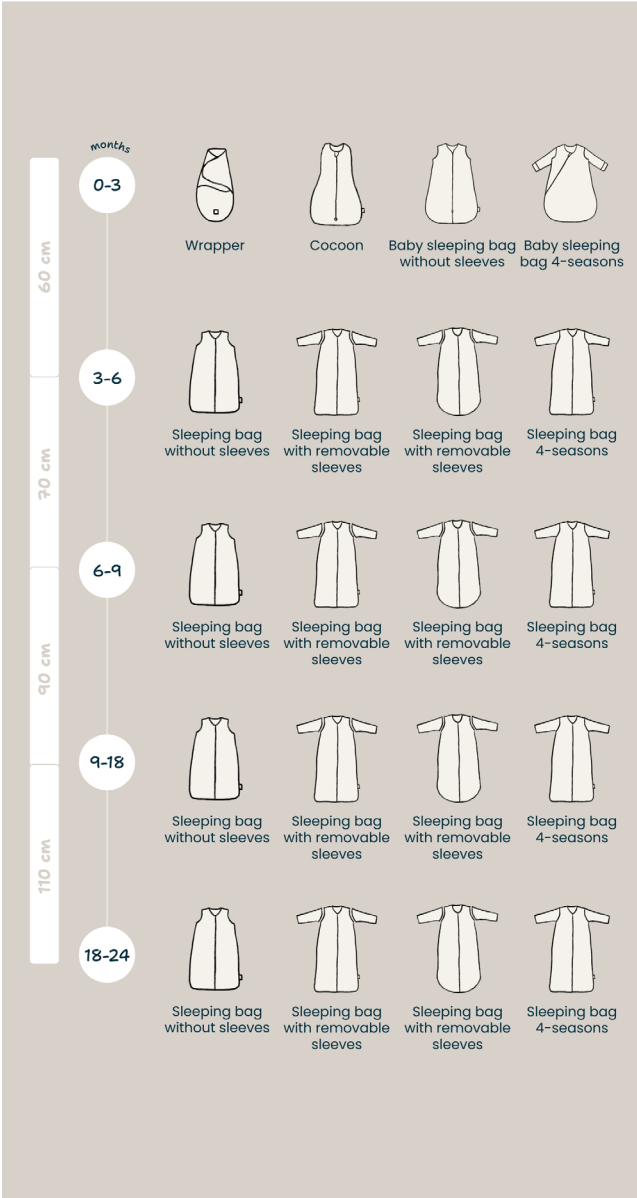 months
0-3
60 cm
Wrapper
Cocoon
Baby sleeping bag
without sleeves
Baby sleeping
bag 4-seasons
3-6
70 cm
Sleeping bag
without sleeves
Sleeping bag
with removable
sleeves
Sleeping bag
with removable
sleeves
Sleeping bag
4-seasons
6-9
90 cm
Sleeping bag
without sleeves
Sleeping bag
with removable
sleeves
Sleeping bag
with removable
sleeves
Sleeping bag
4-seasons
9-18
110 cm
Sleeping bag
without sleeves
Sleeping bag
with removable
sleeves
Sleeping bag
with removable
sleeves
Sleeping bag
4-seasons
18-24
Sleeping bag
without sleeves
Sleeping bag
with removable
sleeves
Sleeping bag
with removable
sleeves
Sleeping bag
4-seasons